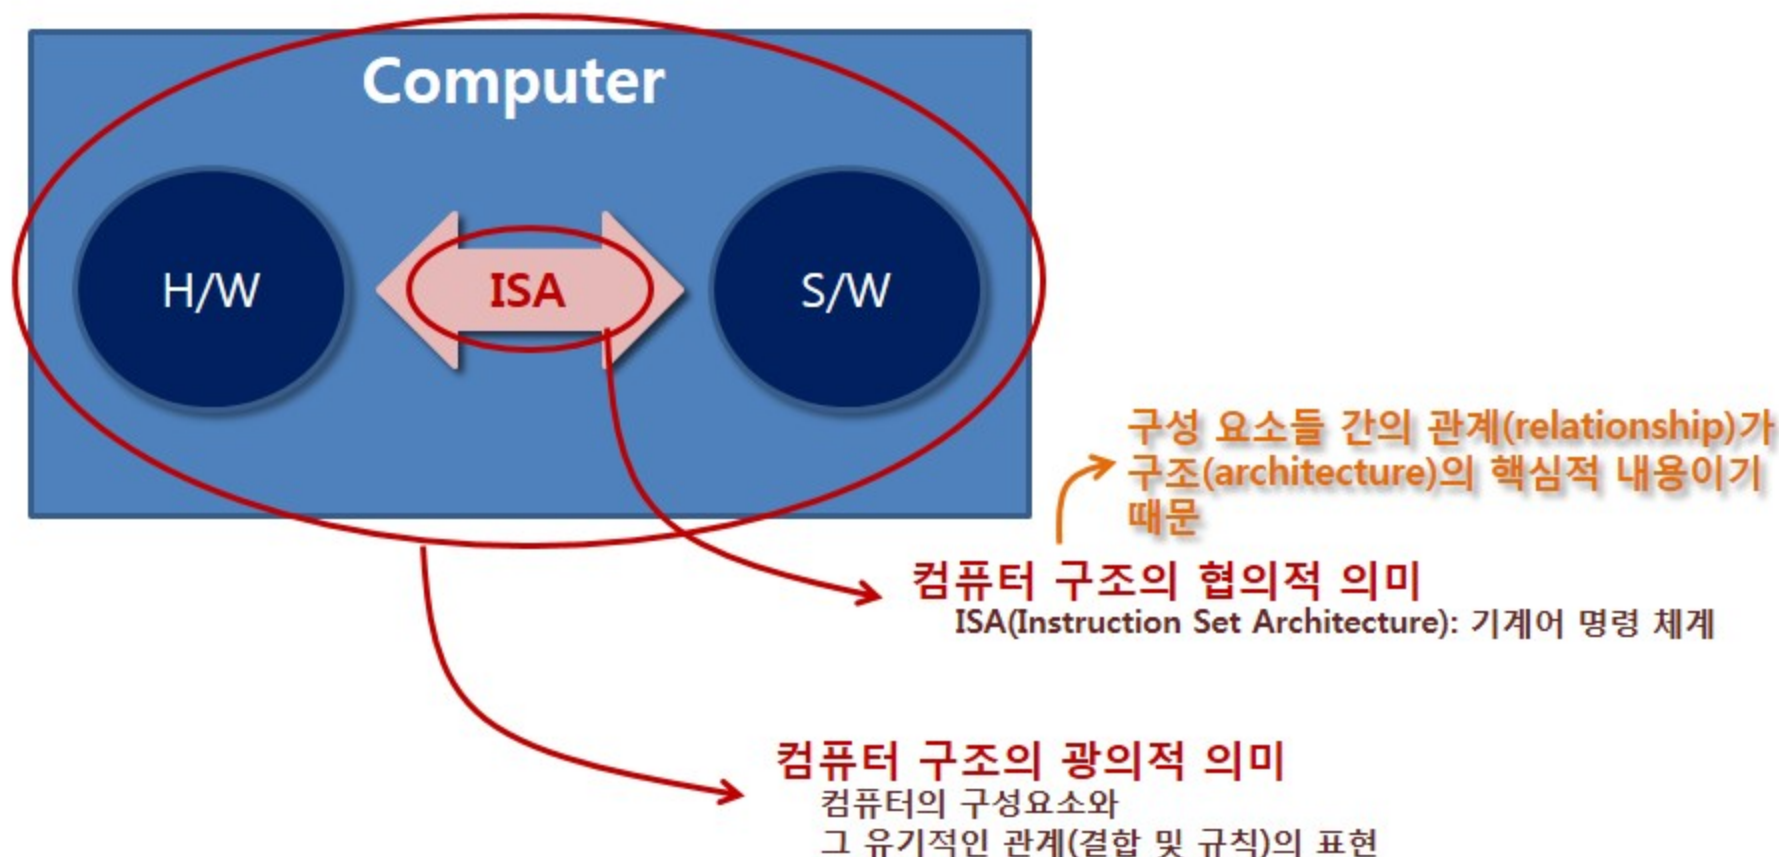 Computer
H/W
ISA
S/W
구성 요소들 간의 관계(relationship)가
구조(architecture)의 핵심적 내용이기
때문
컴퓨터 구조의 협의적 의미
ISA(Instruction Set Architecture): 기계어 명령 체계
컴퓨터 구조의 광의적 의미
컴퓨터의 구성요소와
그 유기적인 관계(결합 및 규칙)의 표현